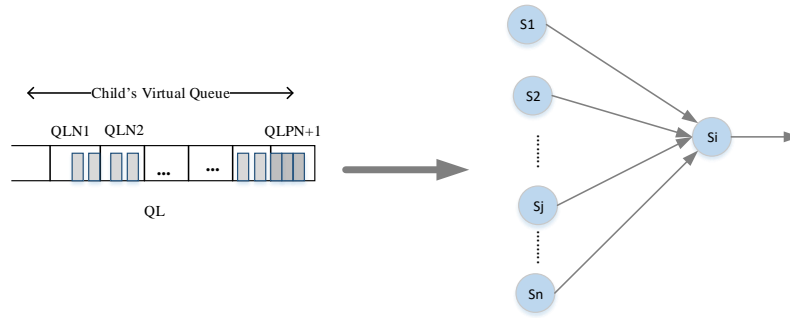 Child's Virtual Queue
QLN1
QLN2
QLPN+1
...
...
QL
S1
S2
Sj
Sn
Si